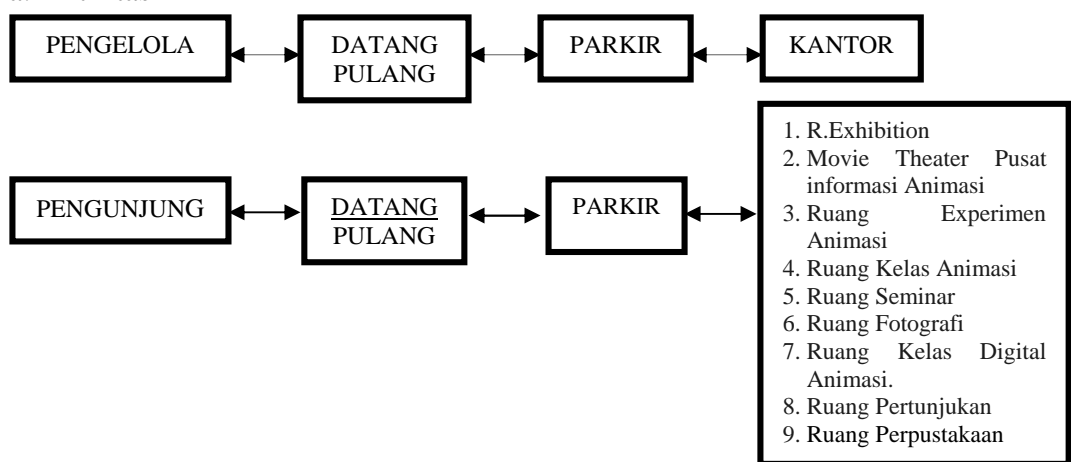 PENGELOLA
DATANG
PULANG
PARKIR
KANTOR
PENGUNJUNG
DATANG
PULANG
PARKIR
1. R.Exhibition
2. Movie Theater Pusat
informasi Animasi
3. Ruang Experimen
Animasi
4. Ruang Kelas Animasi
5. Ruang Seminar
6. Ruang Fotografi
7. Ruang Kelas Digital
Animasi.
8. Ruang Pertunjukan
9. Ruang Perpustakaan